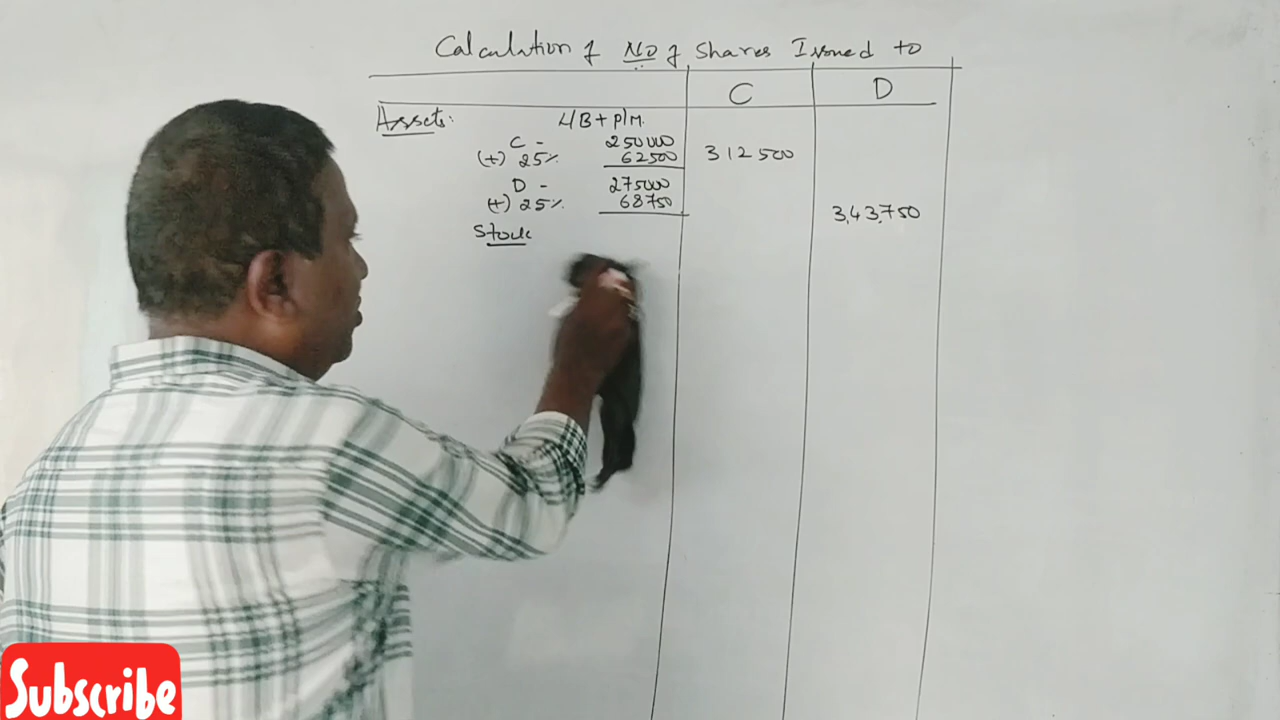 Calculation of No of Shares Issued to
C D
Assets:
L/B + P/M.
C - 250000
(+) 25% 62500 312500
D - 275000
(+) 25% 68750 3,43,750
Stock
Subscribe